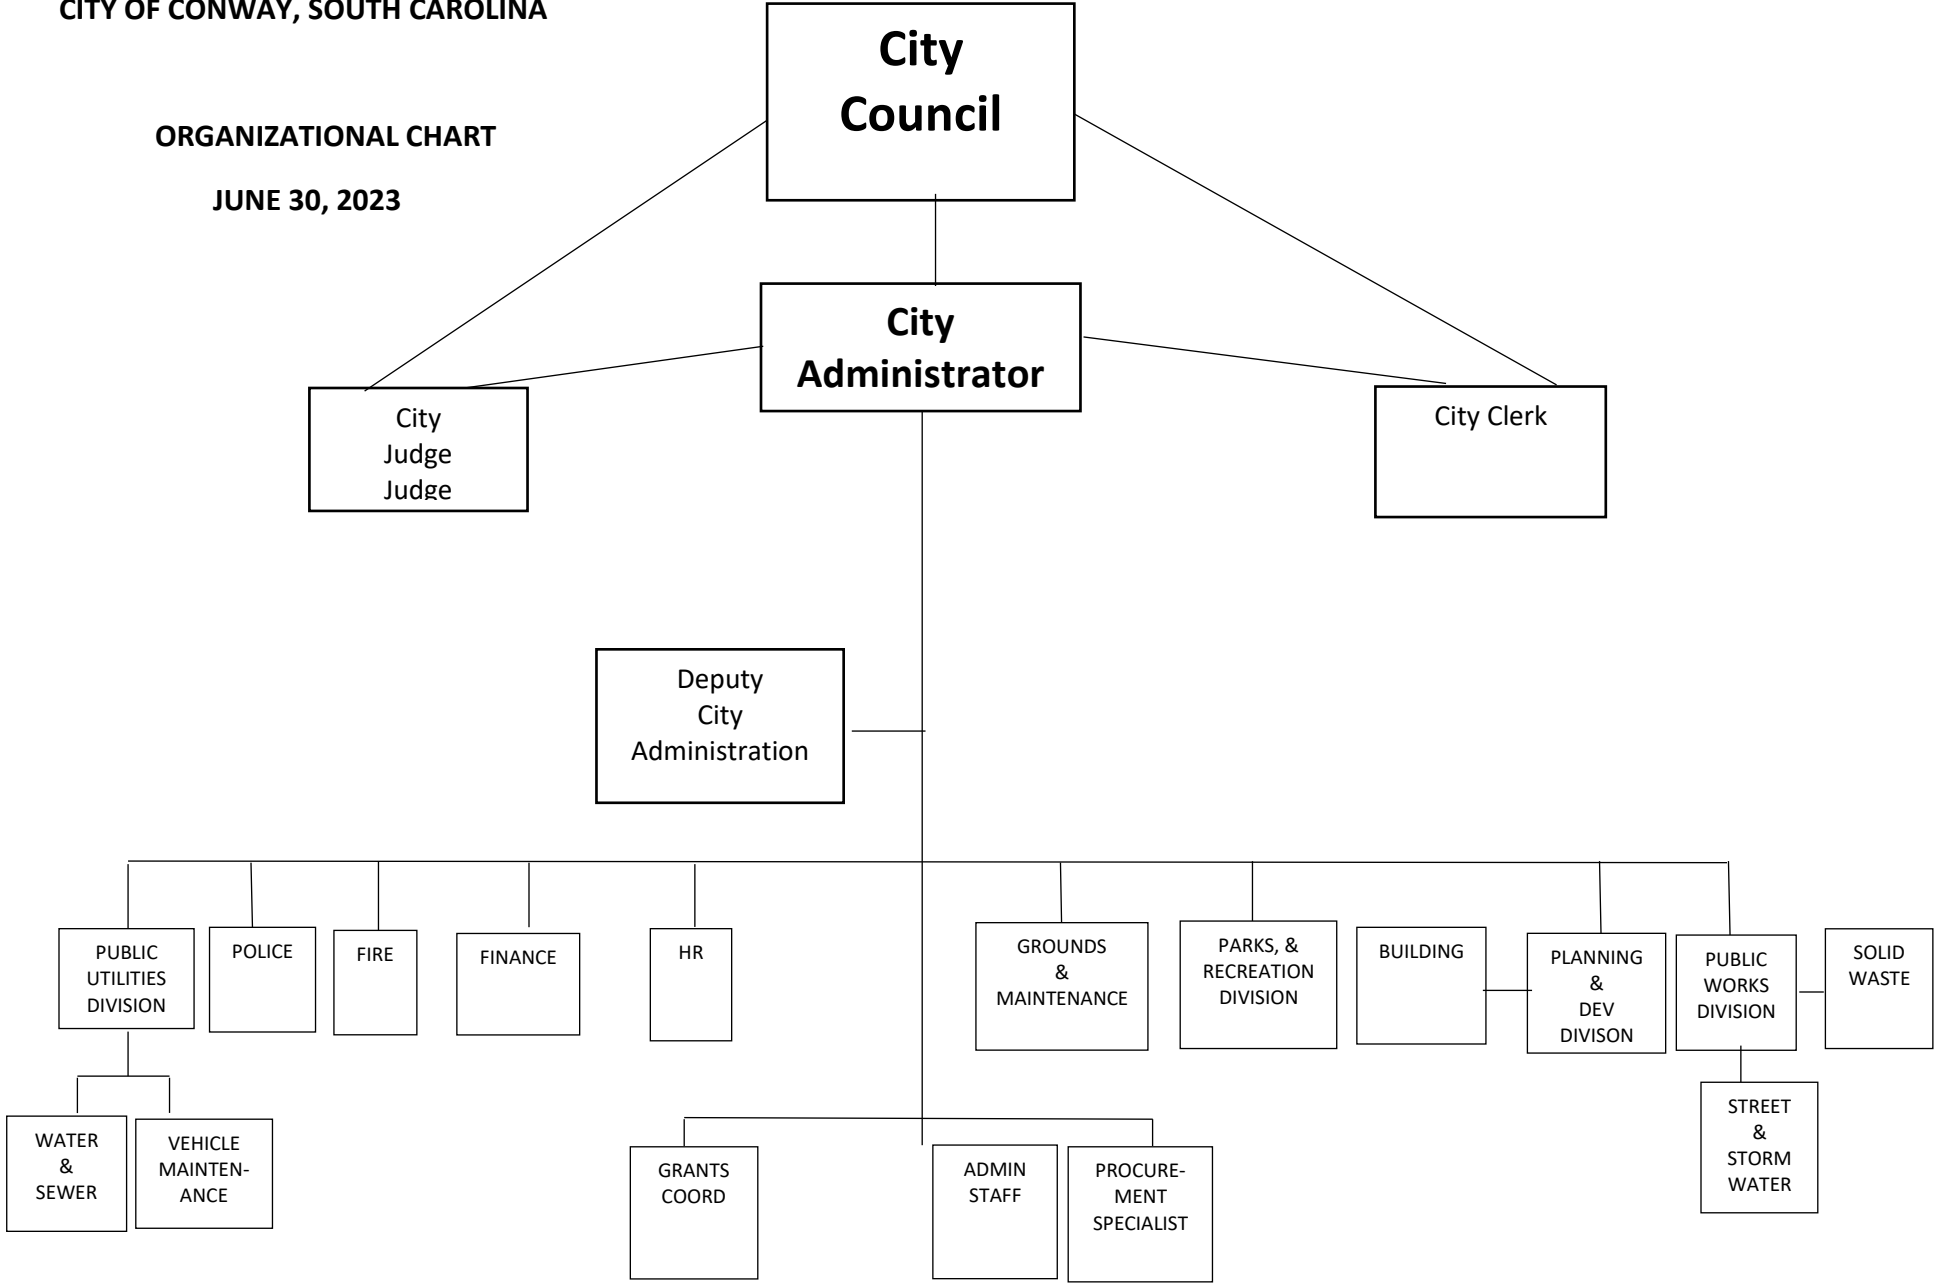 CITY OF CONWAY, SOUTH CAROLINA
ORGANIZATIONAL CHART
JUNE 30, 2023
City
Council
City
Administrator
City
Judge
Judge
City Clerk
Deputy
City
Administration
PUBLIC
UTILITIES
DIVISION
POLICE
FIRE
FINANCE
HR
GROUNDS
&
MAINTENANCE
PARKS, &
RECREATION
DIVISION
BUILDING
PLANNING
&
DEV
DIVISON
PUBLIC
WORKS
DIVISION
SOLID
WASTE
WATER
&
SEWER
VEHICLE
MAINTEN-
ANCE
GRANTS
COORD
ADMIN
STAFF
PROCURE-
MENT
SPECIALIST
STREET
&
STORM
WATER